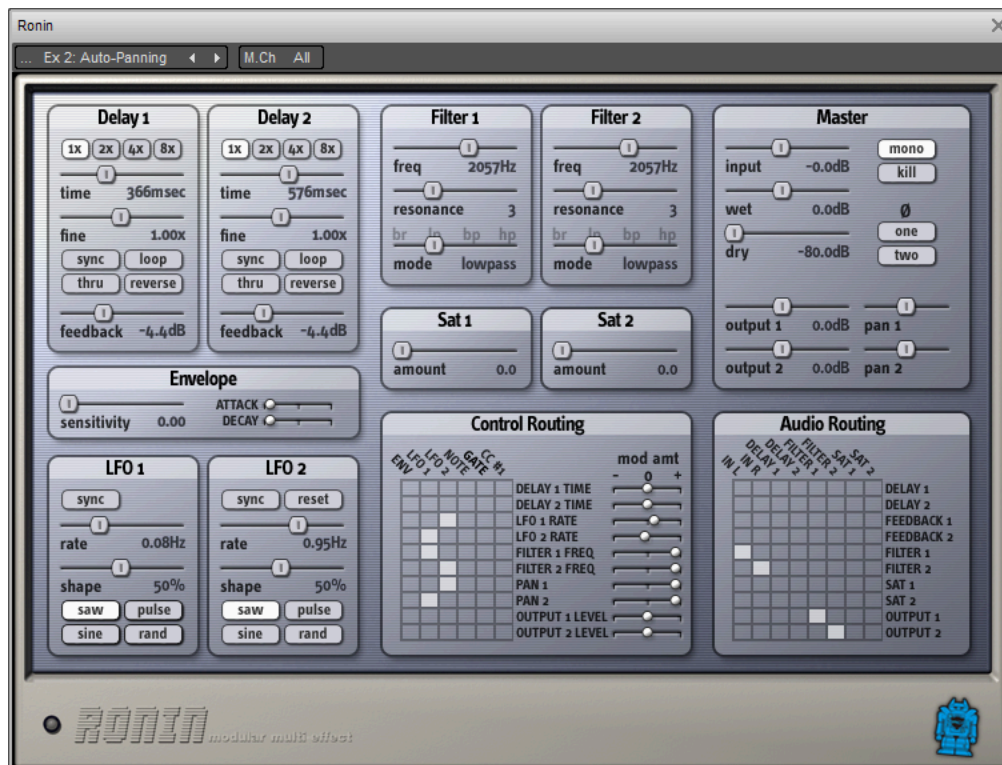 Ronin
... Ex 2: Auto-Panning M.Ch All
Delay 1
1x 2x 4x 8x
time 366msec
fine 1.00x
sync loop
thru reverse
feedback -4.4dB
Delay 2
1x 2x 4x 8x
time 576msec
fine 1.00x
sync loop
thru reverse
feedback -4.4dB
Filter 1
freq 2057Hz
resonance 3
br lp bp hp
mode lowpass
Filter 2
freq 2057Hz
resonance 3
br lp bp hp
mode lowpass
Master
input -0.0dB
mono
kill
wet 0.0dB
Ø
dry -80.0dB
one
two
output 1 0.0dB pan 1
output 2 0.0dB pan 2
Sat 1
amount 0.0
Sat 2
amount 0.0
Envelope
sensitivity 0.00
ATTACK
DECAY
LFO 1
sync
rate 0.08Hz
shape 50%
saw pulse
sine rand
LFO 2
sync reset
rate 0.95Hz
shape 50%
saw pulse
sine rand
Control Routing
ENV LFO 1 LFO 2 NOTE GATE CC #1
mod amt
- 0 +
DELAY 1 TIME
DELAY 2 TIME
LFO 1 RATE
LFO 2 RATE
FILTER 1 FREQ
FILTER 2 FREQ
PAN 1
PAN 2
OUTPUT 1 LEVEL
OUTPUT 2 LEVEL
Audio Routing
IN L IN R DELAY 1 DELAY 2 FILTER 1 FILTER 2 SAT 1 SAT 2
DELAY 1
DELAY 2
FEEDBACK 1
FEEDBACK 2
FILTER 1
FILTER 2
SAT 1
SAT 2
OUTPUT 1
OUTPUT 2
RONIN modular multi effect